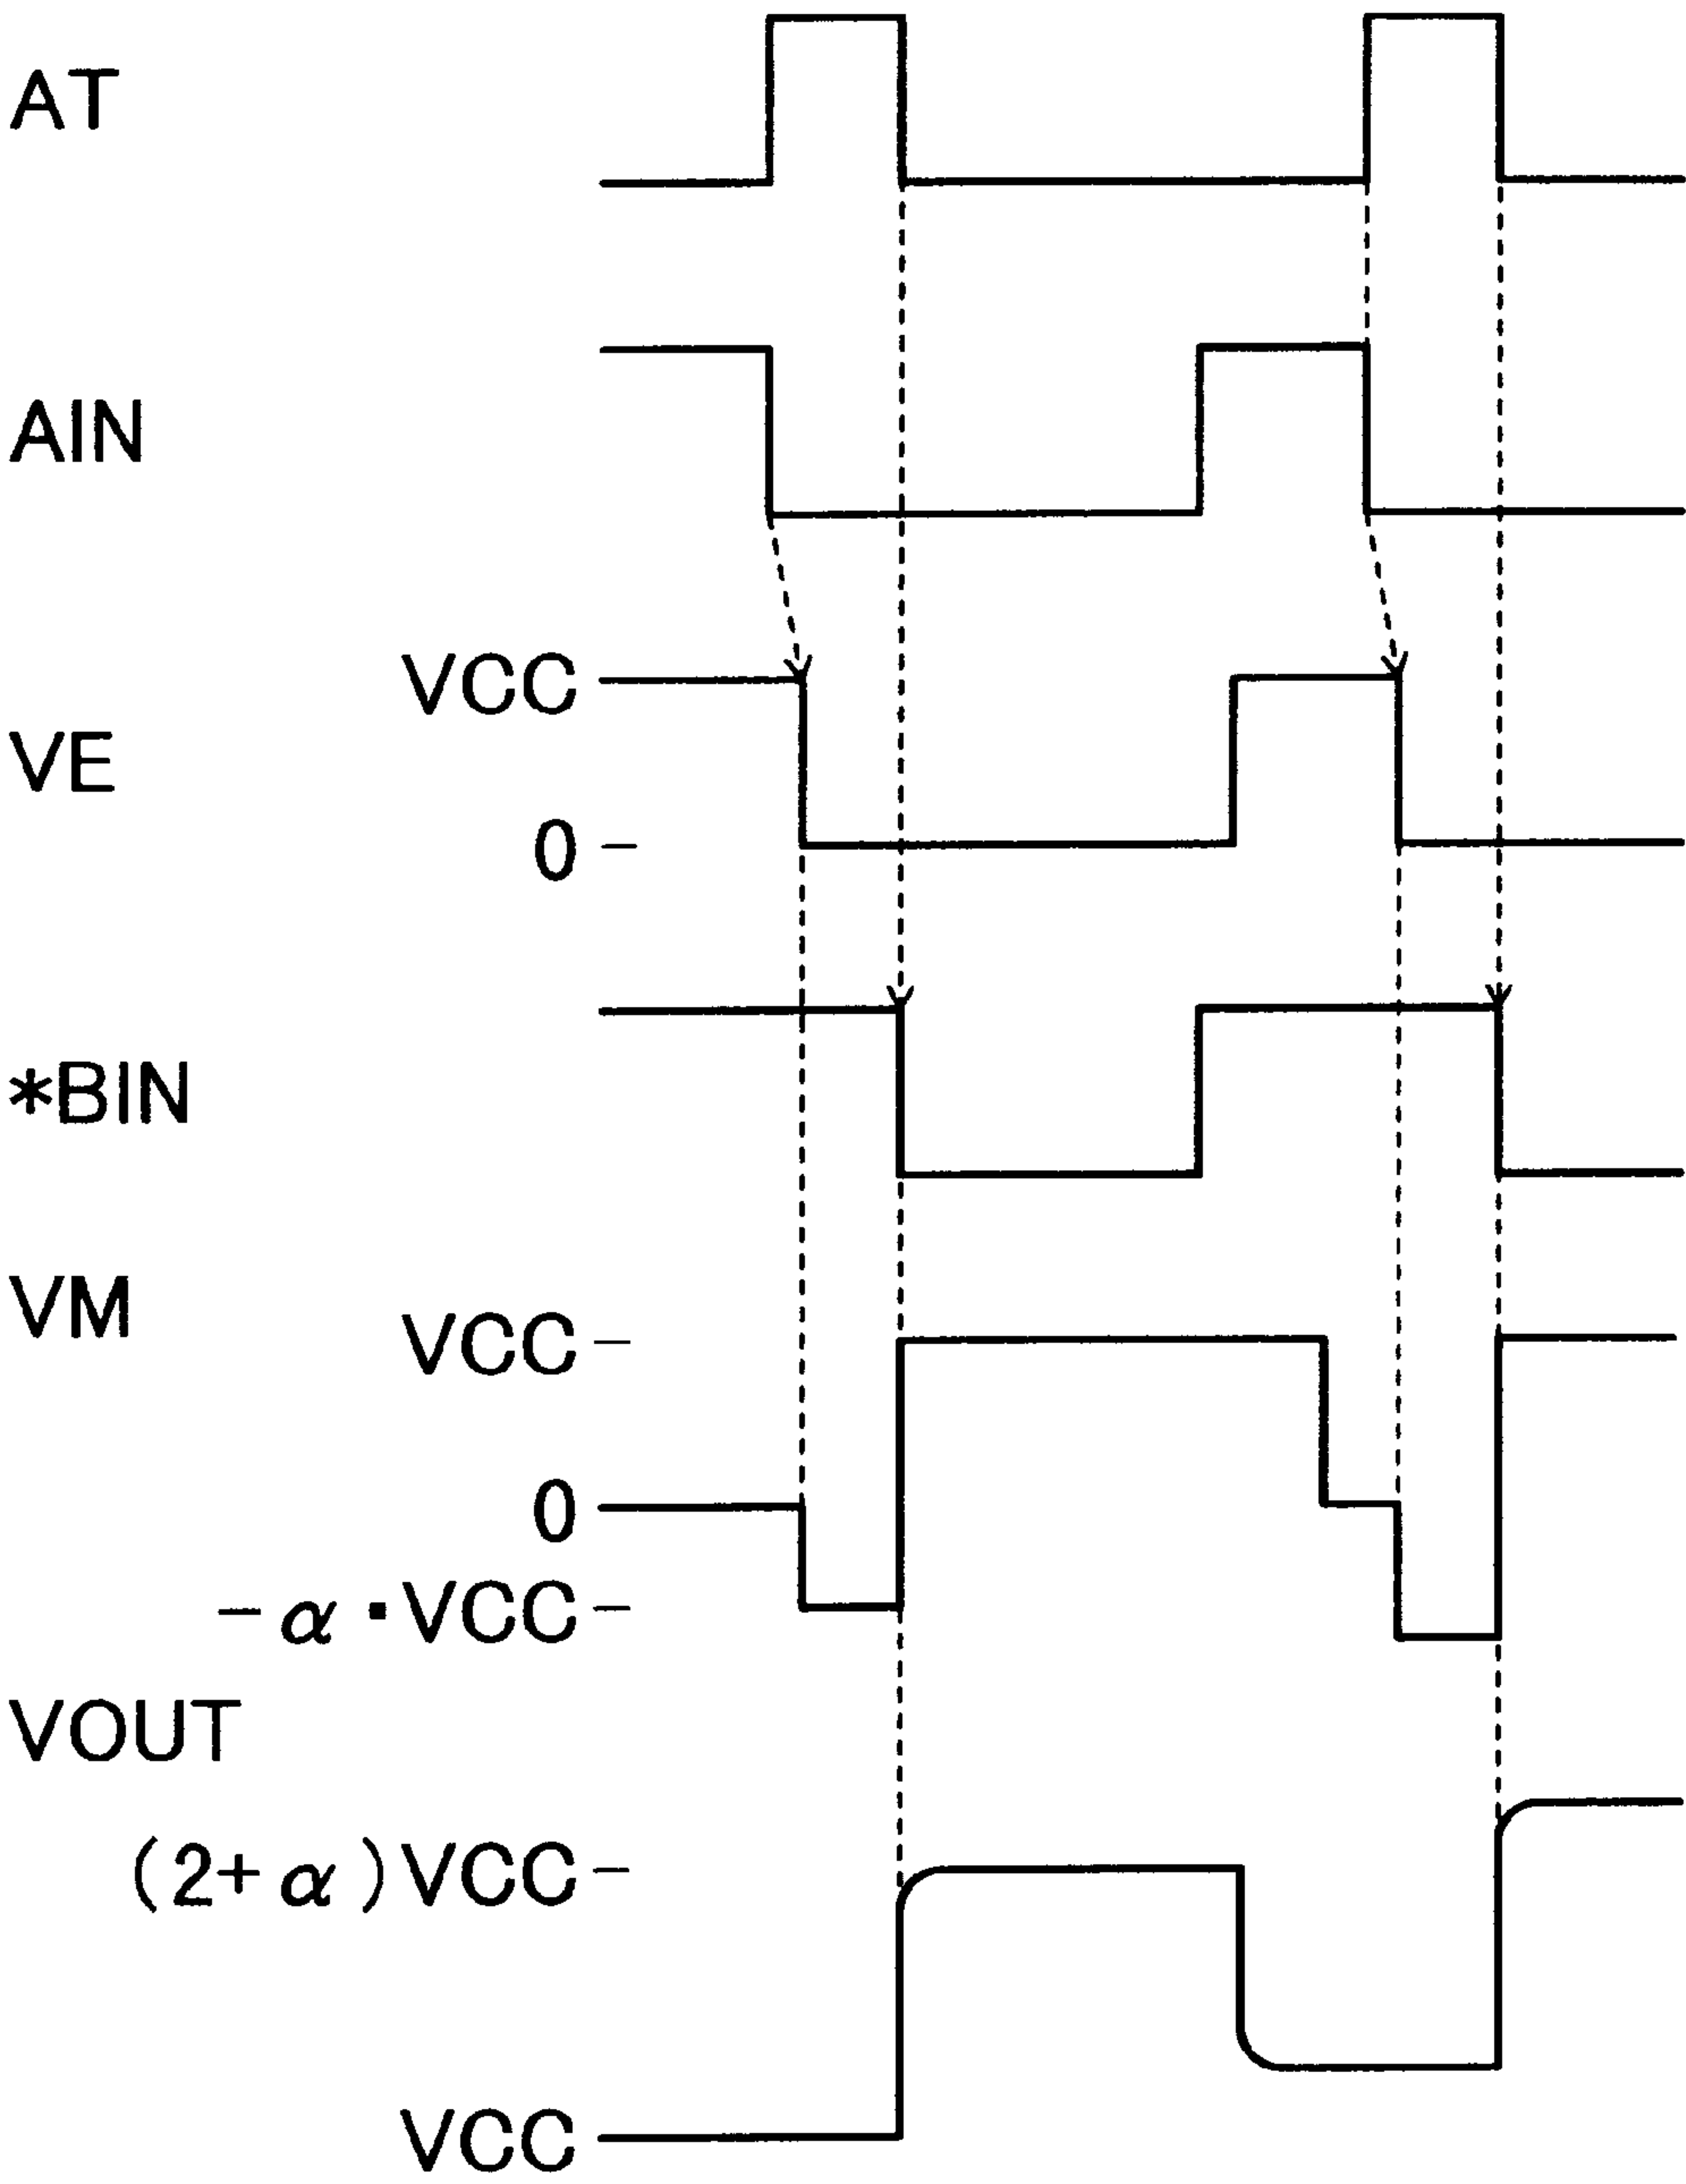 AT
AIN
VCC
VE
0
*BIN
VM
VCC
0
-α・VCC
VOUT
(2+α)VCC
VCC